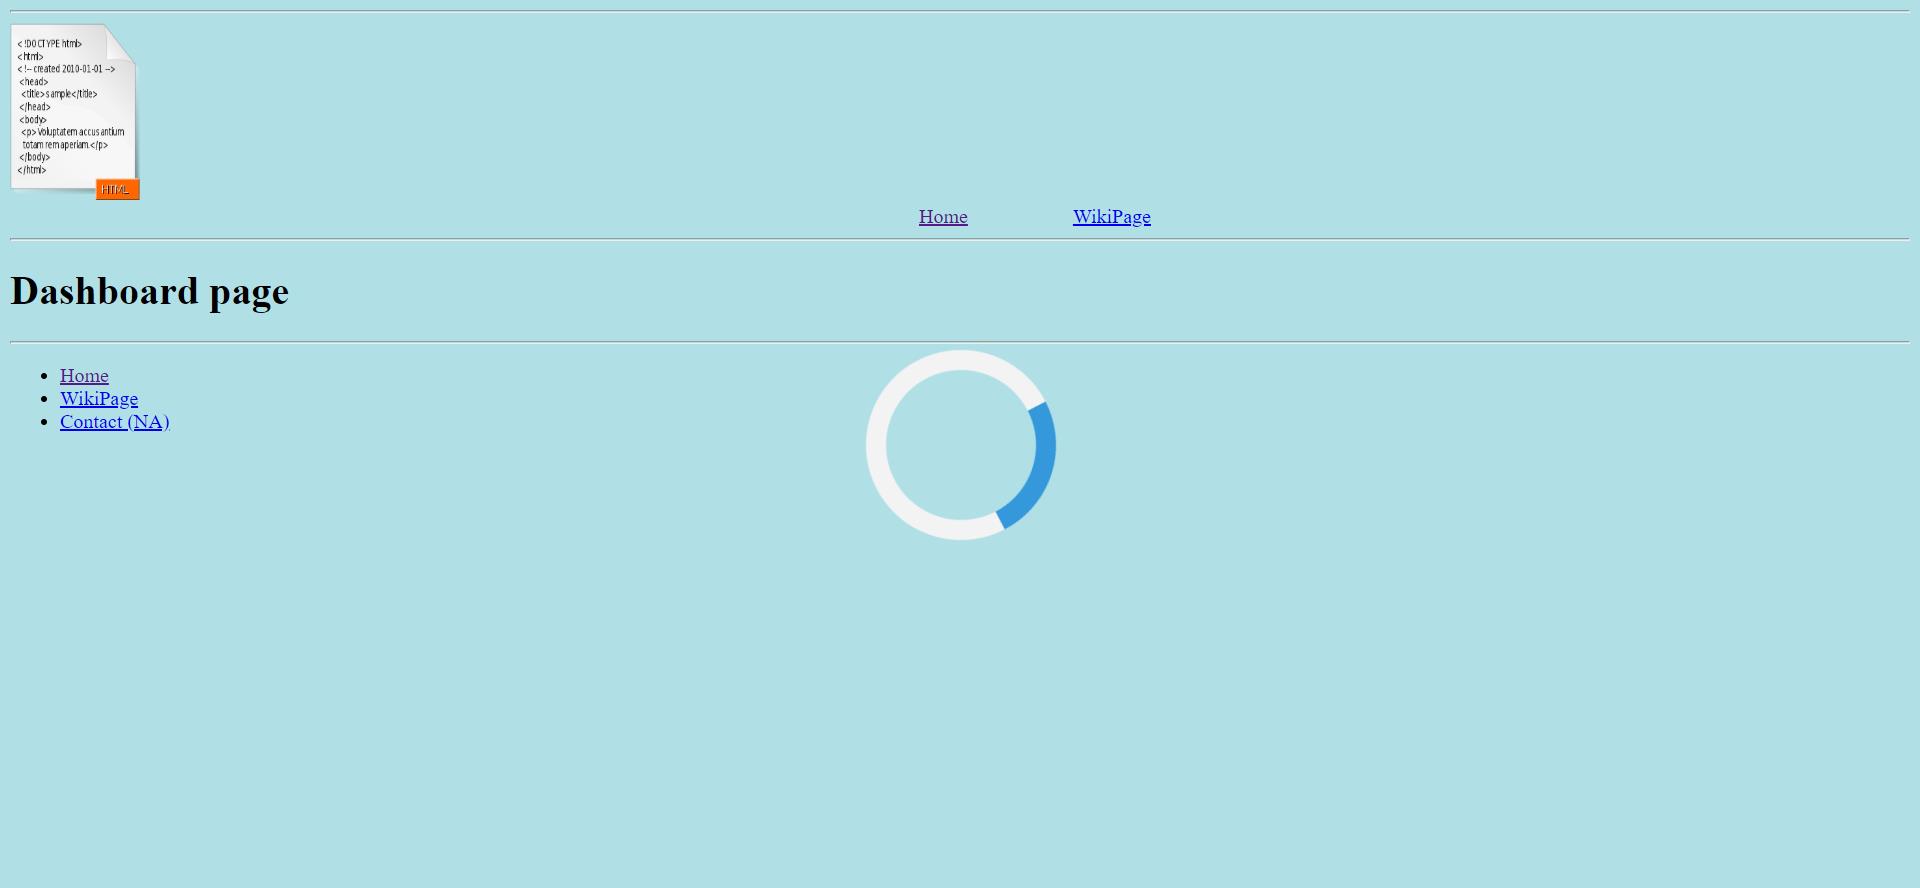 <!DOCTYPE html>
<html>
<!-- created 2010-01-01 -->
<head>
<title>sample</title>
</head>
<body>
<p>Voluptatem accusantium
totam rem aperiam.</p>
</body>
</html>
HTML
Home WikiPage
Dashboard page
Home
WikiPage
Contact (NA)